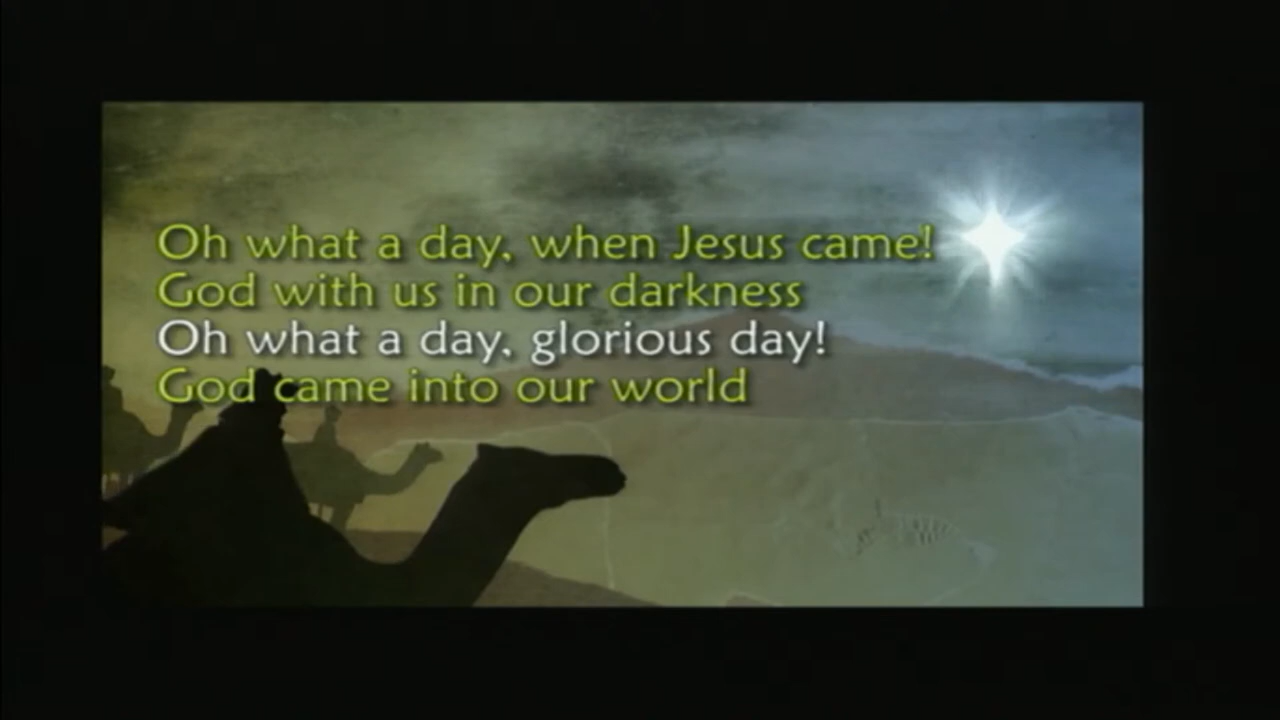 Oh what a day, when Jesus came!
God with us in our darkness
Oh what a day, glorious day!
God came into our world